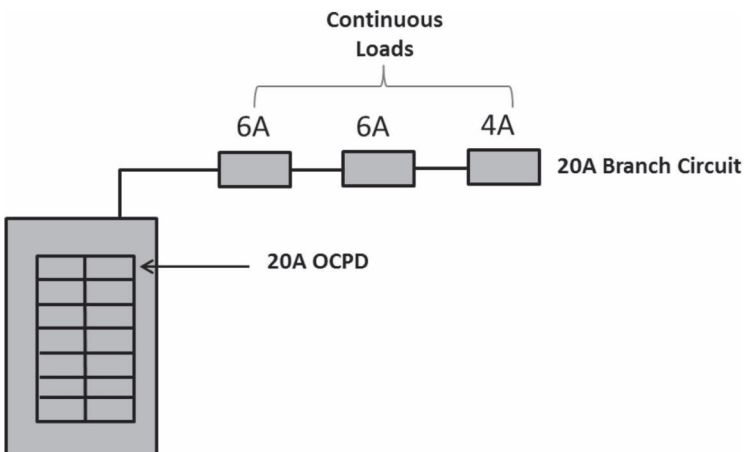 Continuous
Loads
6A
6A
4A
20A Branch Circuit
20A OCPD